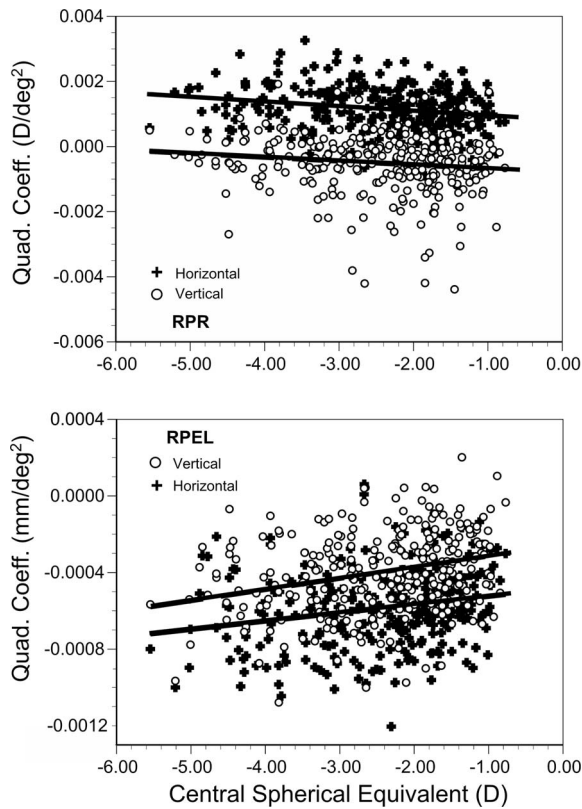 Quad. Coeff. (D/deg²)
0.004
0.002
0.000
-0.002
-0.004
-0.006
Horizontal
Vertical
RPR
-6.00 -5.00 -4.00 -3.00 -2.00 -1.00 0.00
Quad. Coeff. (mm/deg²)
0.0004
0.0000
-0.0004
-0.0008
-0.0012
RPEL
Vertical
Horizontal
-6.00 -5.00 -4.00 -3.00 -2.00 -1.00 0.00
Central Spherical Equivalent (D)